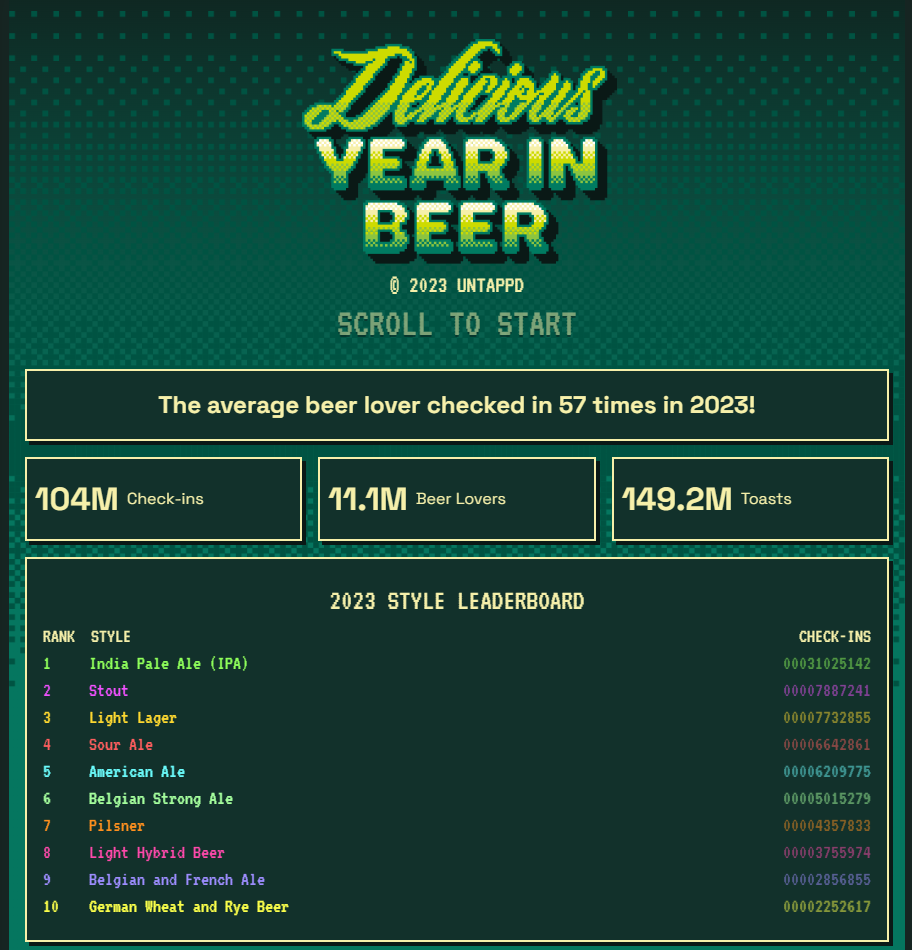 Delicious
YEAR IN
BEER
© 2023 UNTAPPD
SCROLL TO START
The average beer lover checked in 57 times in 2023!
104M Check-ins 11.1M Beer Lovers 149.2M Toasts
2023 STYLE LEADERBOARD
RANK STYLE CHECK-INS
1 India Pale Ale (IPA) 00031025142
2 Stout 00007887241
3 Light Lager 00007732855
4 Sour Ale 00006642861
5 American Ale 00006209775
6 Belgian Strong Ale 00005015279
7 Pilsner 00004357833
8 Light Hybrid Beer 00003755974
9 Belgian and French Ale 00002856855
10 German Wheat and Rye Beer 00002252617